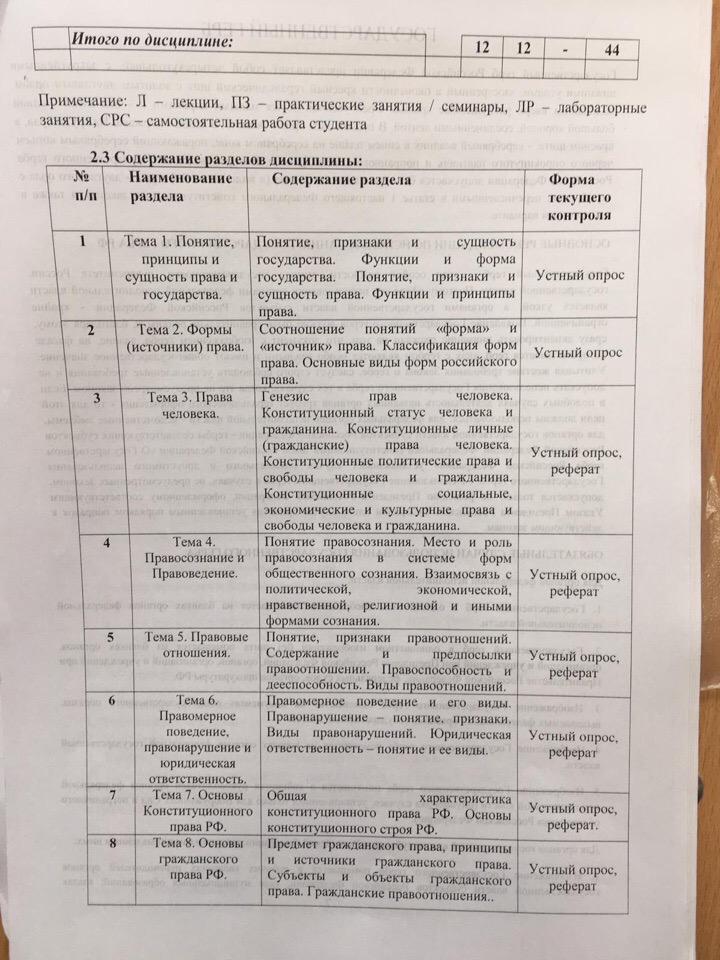 Итого по дисциплине: 12 12 - 44
Примечание: Л – лекции, ПЗ – практические занятия / семинары, ЛР – лабораторные
занятия, СРС – самостоятельная работа студента
2.3 Содержание разделов дисциплины:
№
п/п
Наименование
раздела
Содержание раздела
Форма
текущего
контроля
1
Тема 1. Понятие,
принципы и
сущность права и
государства.
Понятие, признаки и сущность
государства. Функции и форма
государства. Понятие, признаки и
сущность права. Функции и принципы
права.
Устный опрос
2
Тема 2. Формы
(источники) права.
Соотношение понятий «форма» и
«источник» права. Классификация форм
права. Основные виды форм российского
права.
Устный опрос
3
Тема 3. Права
человека.
Генезис прав человека.
Конституционный статус человека и
гражданина. Конституционные личные
(гражданские) права человека.
Конституционные политические права и
свободы человека и гражданина.
Конституционные социальные,
экономические и культурные права и
свободы человека и гражданина.
Устный опрос,
реферат
4
Тема 4.
Правосознание и
Правоведение.
Понятие правосознания. Место и роль
правосознания в системе форм
общественного сознания. Взаимосвязь с
политической, экономической,
нравственной, религиозной и иными
формами сознания.
Устный опрос,
реферат
5
Тема 5. Правовые
отношения.
Понятие, признаки правоотношений.
Содержание и предпосылки
правоотношении. Правоспособность и
дееспособность. Виды правоотношений.
Устный опрос,
реферат
6
Тема 6.
Правомерное
поведение,
правонарушение и
юридическая
ответственность.
Правомерное поведение и его виды.
Правонарушение – понятие, признаки.
Виды правонарушений. Юридическая
ответственность – понятие и ее виды.
Устный опрос,
реферат
7
Тема 7. Основы
Конституционного
права РФ.
Общая характеристика
конституционного права РФ. Основы
конституционного строя РФ.
Устный опрос,
реферат.
8
Тема 8. Основы
гражданского
права РФ.
Предмет гражданского права, принципы
и источники гражданского права.
Субъекты и объекты гражданского
права. Гражданские правоотношения..
Устный опрос,
реферат